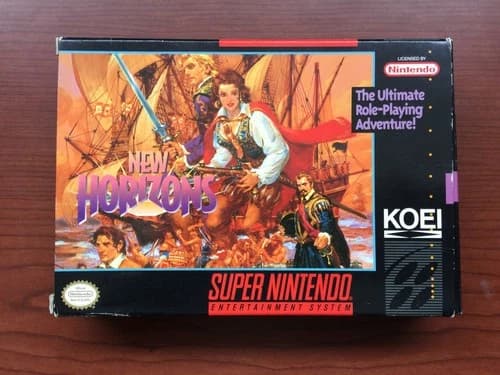 LICENSED BY
Nintendo
The Ultimate
Role-Playing
Adventure!
NEW
HORIZONS
KOEI
SUPER NINTENDO
ENTERTAINMENT SYSTEM